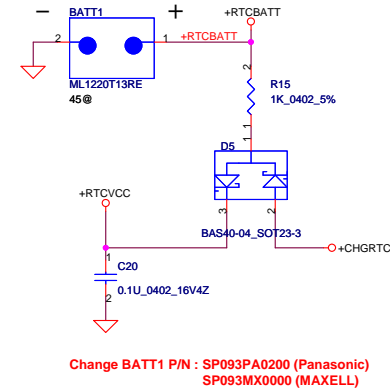 BATT1
+RTCBATT
− +
2 1
+RTCBATT
ML1220T13RE
45@
2
R15
1K_0402_5%
1
1
D5
+RTCVCC
3 2
BAS40-04_SOT23-3
+CHGRTC
1
C20
0.1U_0402_16V4Z
2
Change BATT1 P/N : SP093PA0200 (Panasonic)
SP093MX0000 (MAXELL)